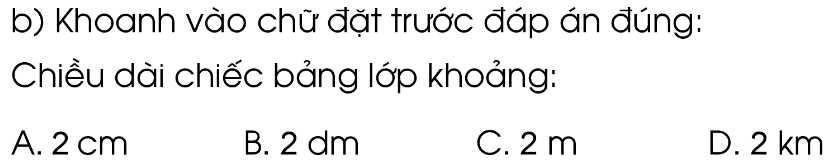 b) Khoanh vào chữ đặt trước đáp án đúng:
Chiều dài chiếc bảng lớp khoảng:
A. 2 cm B. 2 dm C. 2 m D. 2 km